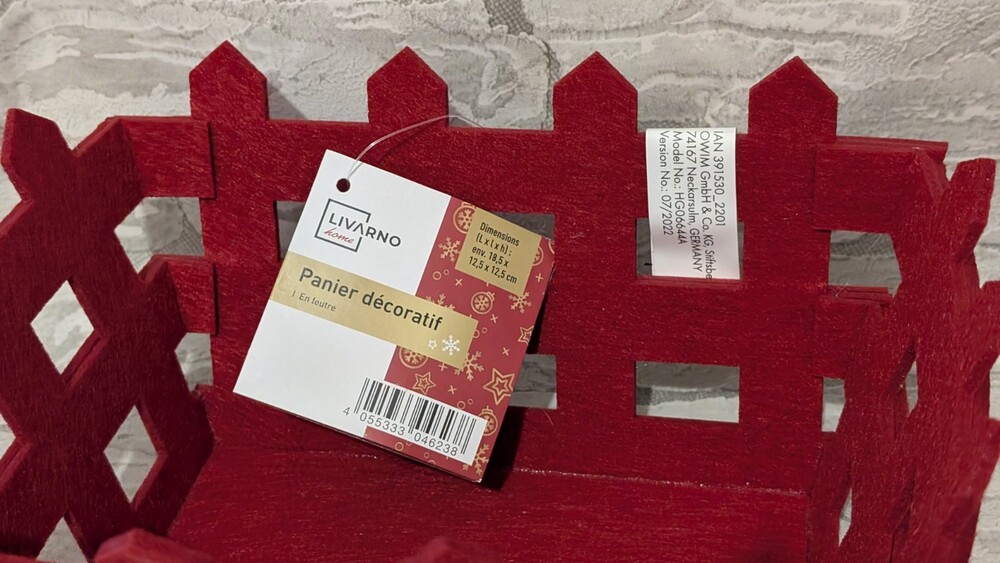 LIVARNO
home
Dimensions
(L x l x h) :
env. 18,5 x
12,5 x 12,5 cm
Panier décoratif
| En feutre
4 055333 046238
IAN 391530_2201
OWIM GmbH & Co. KG, Stiftsbe
74167 Neckarsulm, GERMANY
Model No.: HG06644A
Version No.: 07/2022